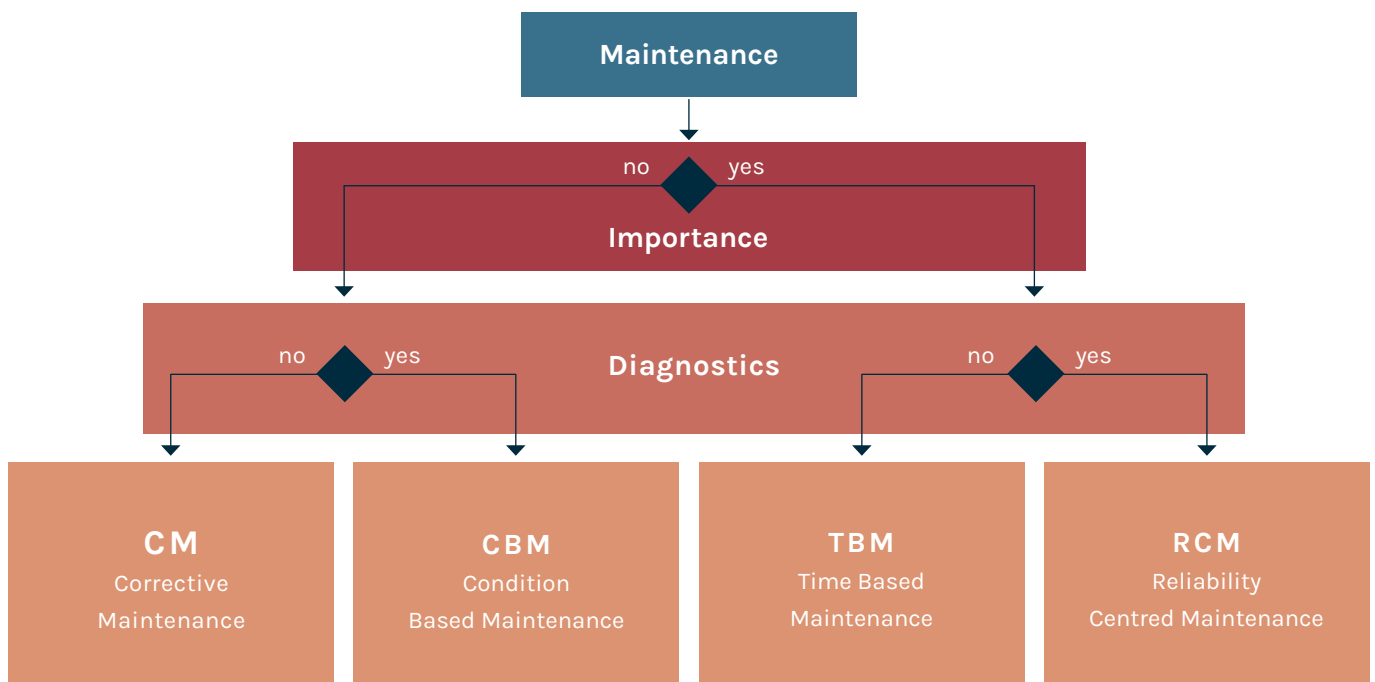 Maintenance
no
yes
Importance
no
yes
Diagnostics
no
yes
CM
Corrective
Maintenance
CBM
Condition
Based Maintenance
TBM
Time Based
Maintenance
RCM
Reliability
Centred Maintenance